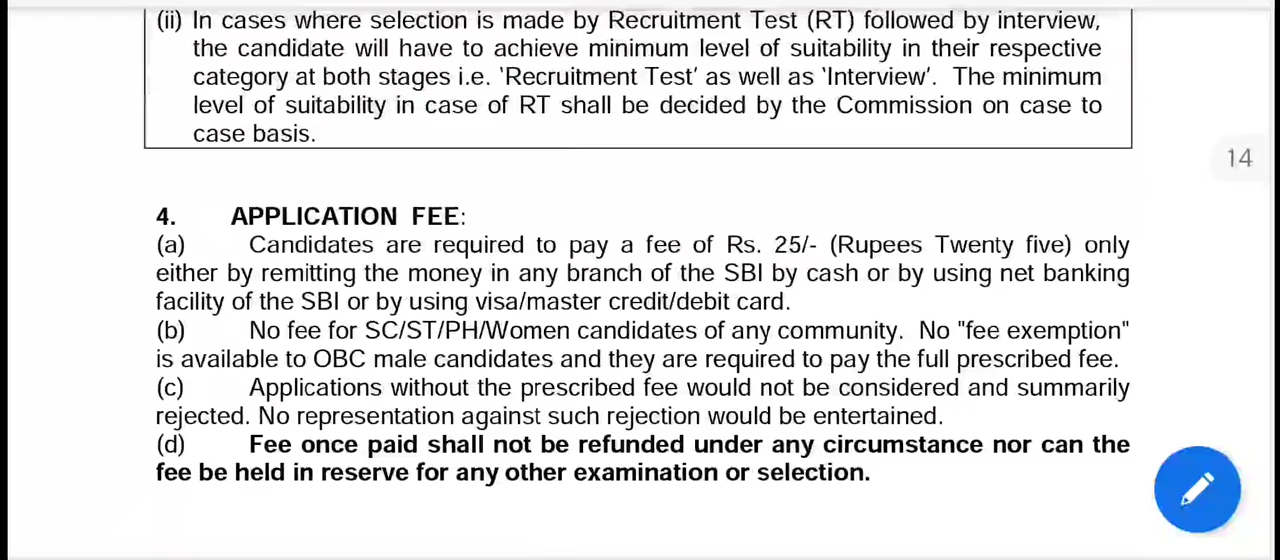 (ii) In cases where selection is made by Recruitment Test (RT) followed by interview,
the candidate will have to achieve minimum level of suitability in their respective
category at both stages i.e. 'Recruitment Test' as well as 'Interview'. The minimum
level of suitability in case of RT shall be decided by the Commission on case to
case basis.
14
4. APPLICATION FEE:
(a) Candidates are required to pay a fee of Rs. 25/- (Rupees Twenty five) only
either by remitting the money in any branch of the SBI by cash or by using net banking
facility of the SBI or by using visa/master credit/debit card.
(b) No fee for SC/ST/PH/Women candidates of any community. No "fee exemption"
is available to OBC male candidates and they are required to pay the full prescribed fee.
(c) Applications without the prescribed fee would not be considered and summarily
rejected. No representation against such rejection would be entertained.
(d) Fee once paid shall not be refunded under any circumstance nor can the
fee be held in reserve for any other examination or selection.